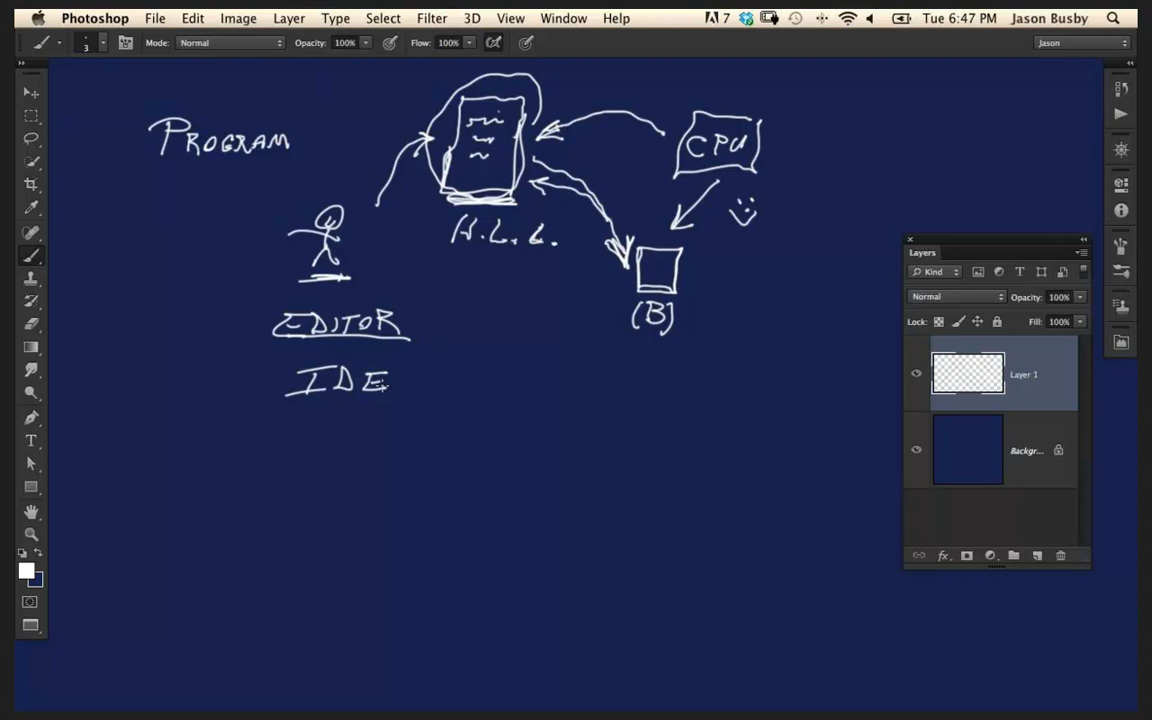 Photoshop File Edit Image Layer Type Select Filter 3D View Window Help 7 Tue 6:47 PM Jason Busby
3 Mode: Normal Opacity: 100% Flow: 100% Jason
PROGRAM
CPU
H.L.L.
EDITOR
(B)
IDE
Layers
Kind
Normal Opacity: 100%
Lock: Fill: 100%
Layer 1
Backgr...